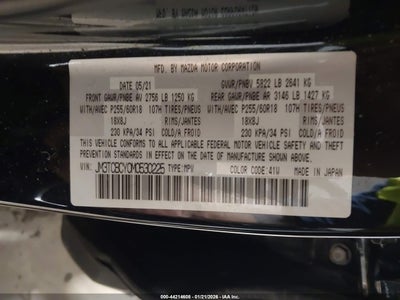 MFD. BY MAZDA MOTOR CORPORATION
05/21 GVWR/PNBV 5822 LB 2641 KG
FRONT GAWR/PNBE AV 2756 LB 1250 KG REAR GAWR/PNBE AR 3146 LB 1427 KG
WITH/AVEC P255/60R18 107H TIRES/PNEUS WITH/AVEC P255/60R18 107H TIRES/PNEUS
18X8J RIMS/JANTES 18X8J RIMS/JANTES
230 KPA/34 PSI COLD/A FROID 230 KPA/34 PSI COLD/A FROID
THIS VEHICLE CONFORMS TO ALL APPLICABLE FEDERAL MOTOR VEHICLE SAFETY AND
THEFT PREVENTION STANDARDS IN EFFECT ON THE DATE OF MANUFACTURE SHOWN ABOVE.
VIN: JM3TCBCY0M0530225 TYPE:MPV COLOR CODE:41W MADE IN JAPAN
000-44214608 - 01/21/2026 - IAA, Inc.